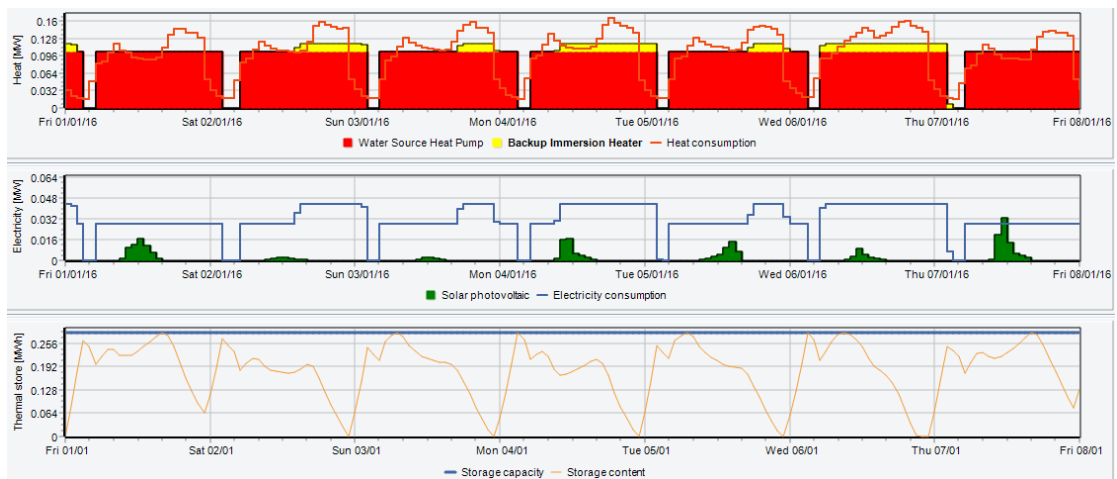 Heat [MW]
0.16
0.128
0.096
0.064
0.032
0
Fri 01/01/16 Sat 02/01/16 Sun 03/01/16 Mon 04/01/16 Tue 05/01/16 Wed 06/01/16 Thu 07/01/16 Fri 08/01/16
Water Source Heat Pump Backup Immersion Heater Heat consumption
Electricity [MW]
0.064
0.048
0.032
0.016
0
Fri 01/01/16 Sat 02/01/16 Sun 03/01/16 Mon 04/01/16 Tue 05/01/16 Wed 06/01/16 Thu 07/01/16 Fri 08/01/16
Solar photovoltaic Electricity consumption
Thermal store [MWh]
0.256
0.192
0.128
0.064
0
Fri 01/01 Sat 02/01 Sun 03/01 Mon 04/01 Tue 05/01 Wed 06/01 Thu 07/01 Fri 08/01
Storage capacity Storage content